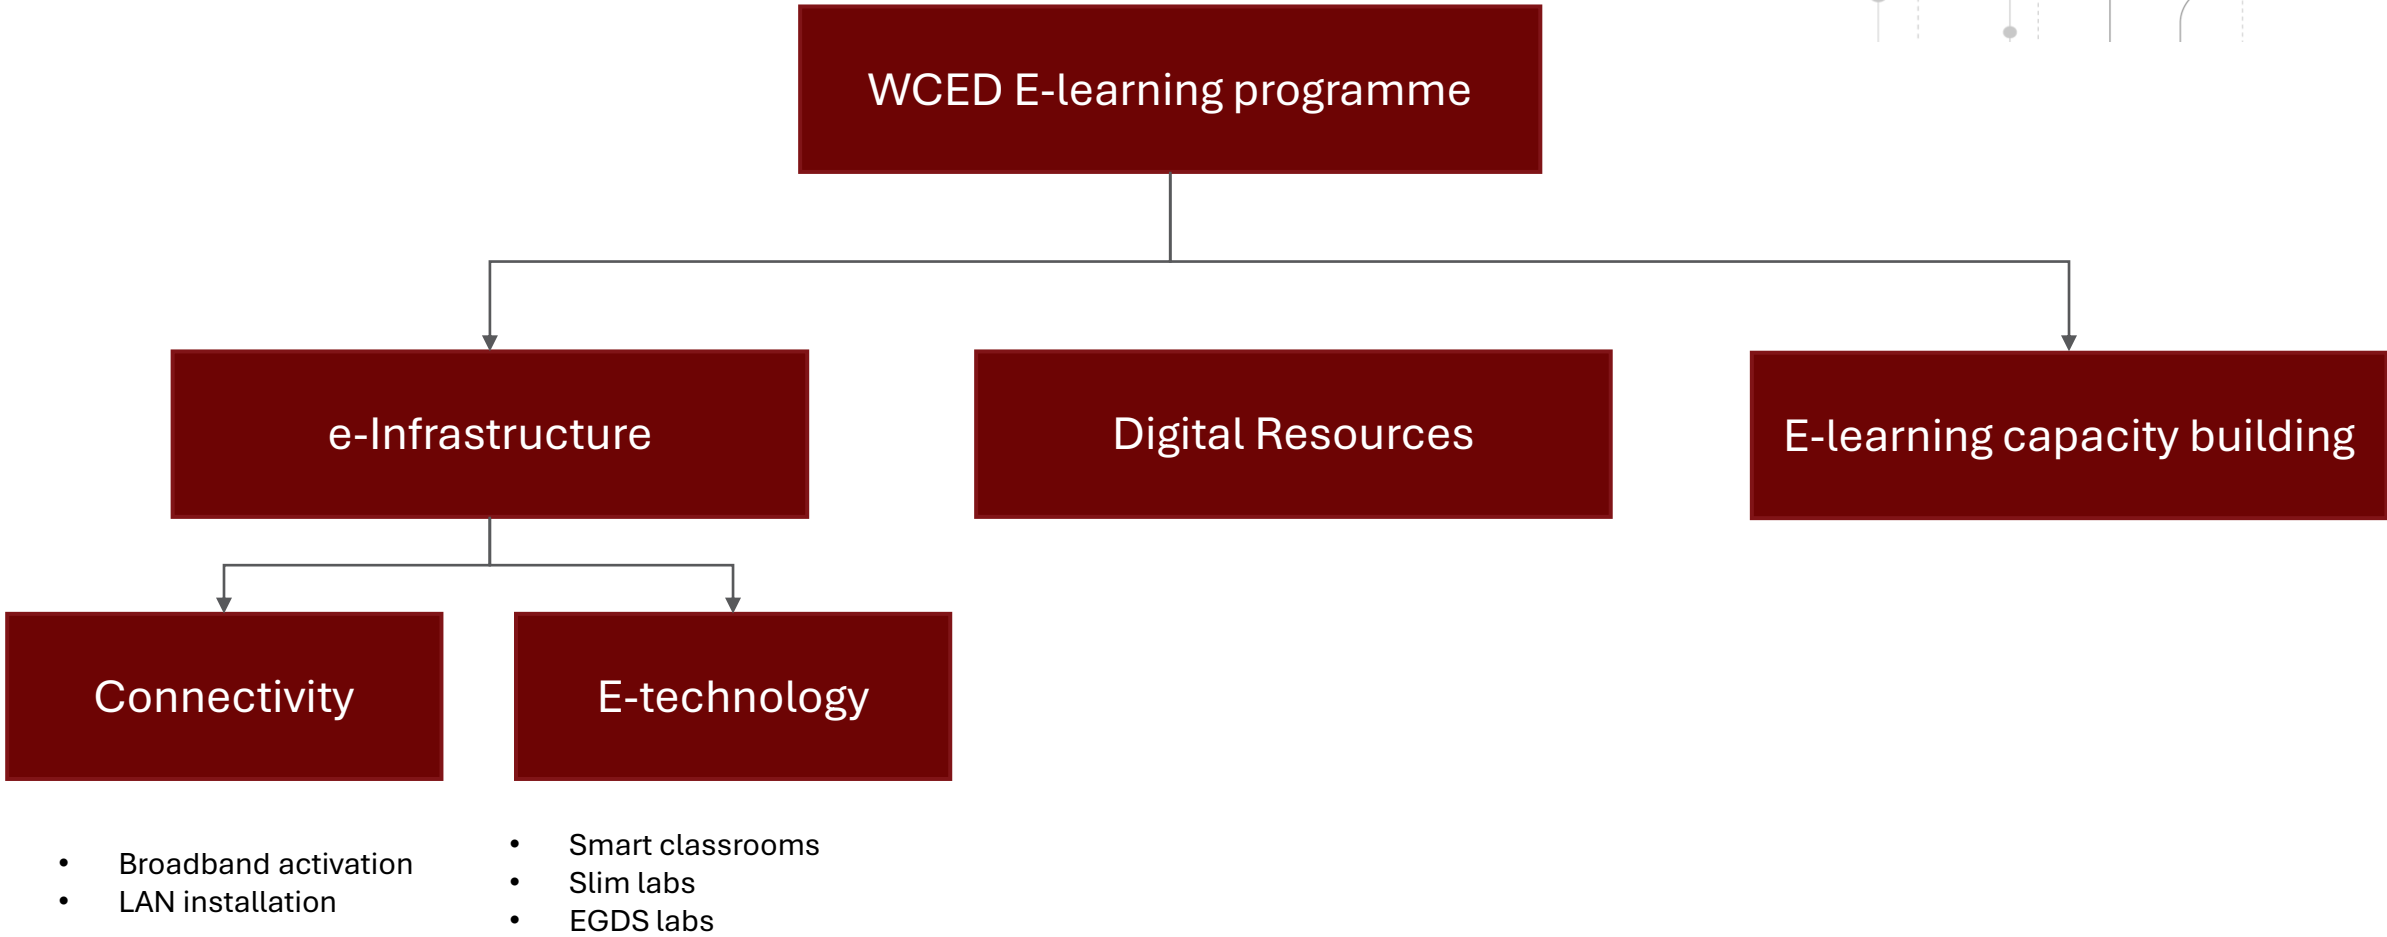 WCED E-learning programme
e-Infrastructure
Digital Resources
E-learning capacity building
Connectivity
E-technology
• Broadband activation
• LAN installation
• Smart classrooms
• Slim labs
• EGDS labs